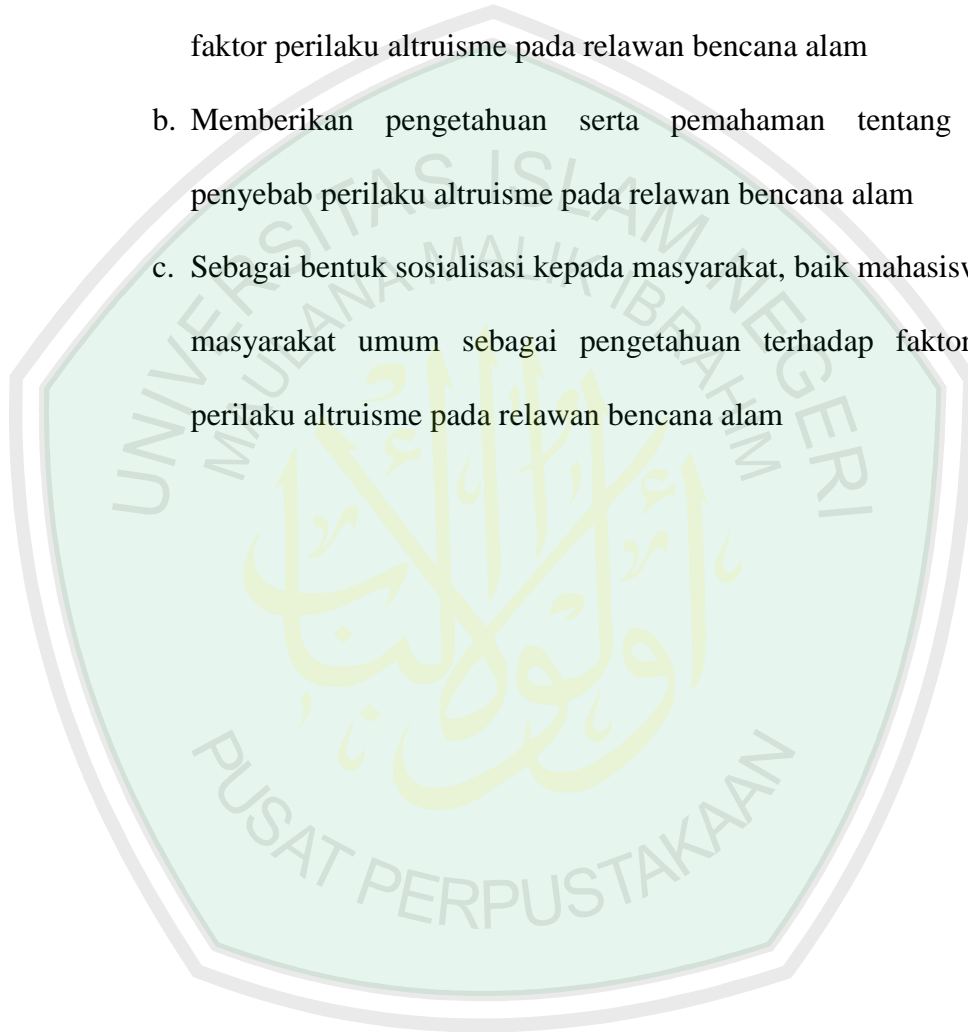 faktor perilaku altruisme pada relawan bencana alam
b. Memberikan pengetahuan serta pemahaman tentang
penyebab perilaku altruisme pada relawan bencana alam
c. Sebagai bentuk sosialisasi kepada masyarakat, baik
masyarakat umum sebagai pengetahuan terhadap faktor
perilaku altruisme pada relawan bencana alam
UNIVERSITAS ISLAM NEGERI
MAULANA MALIK IBRAHIM
PUSAT PERPUSTAKAAN